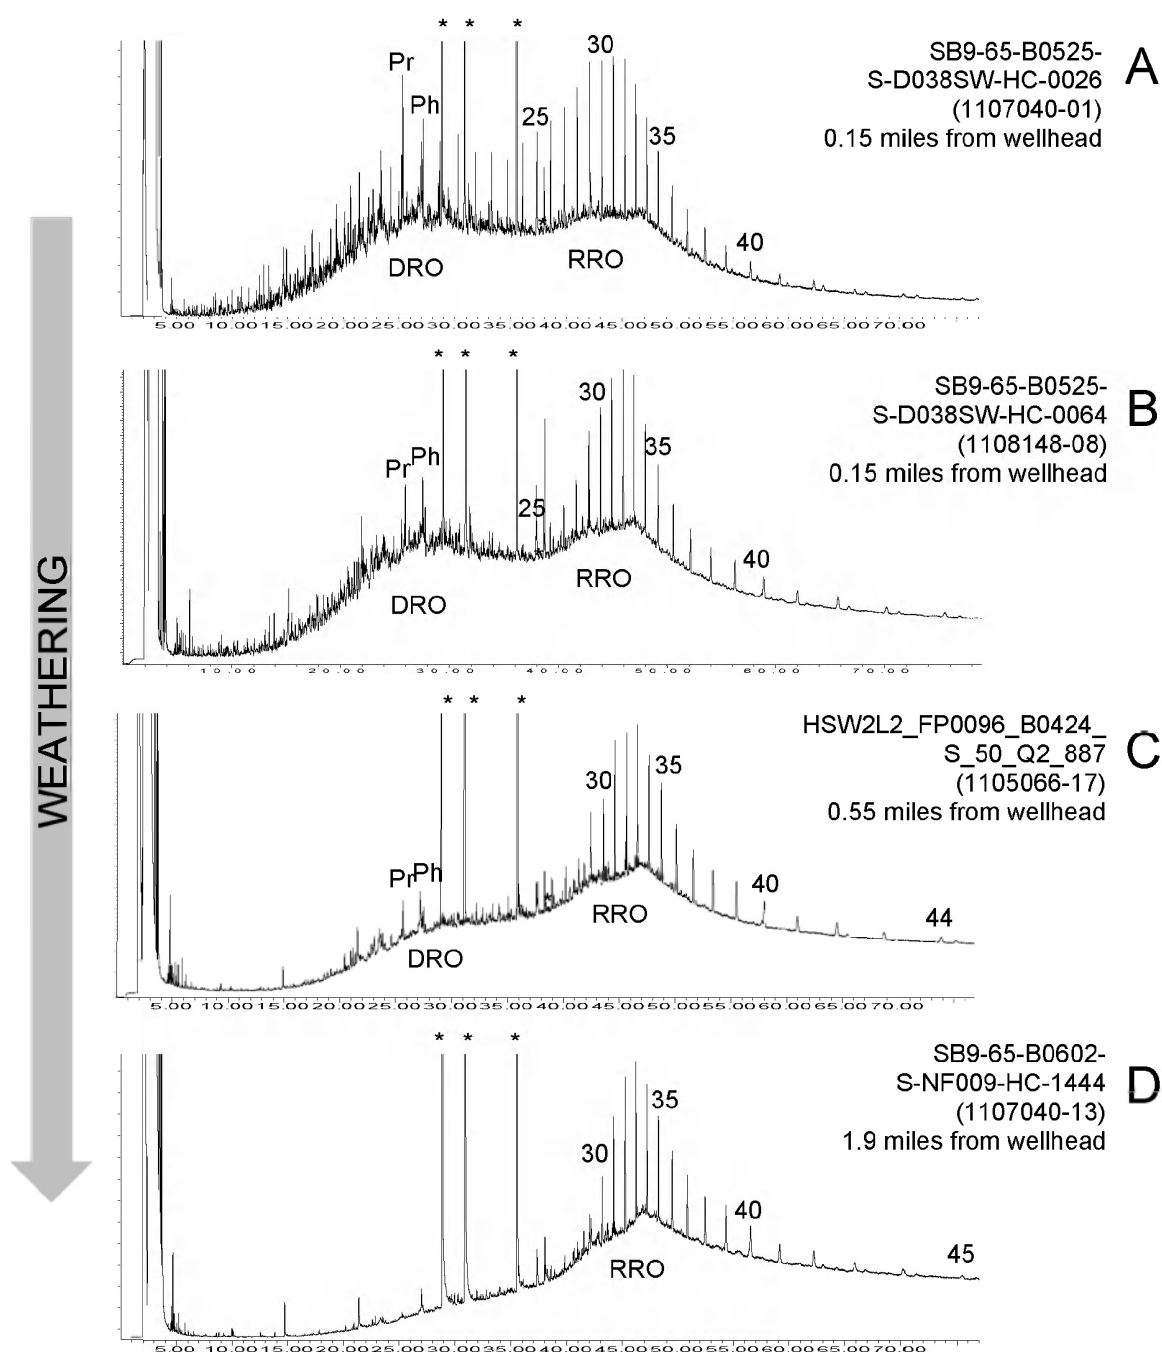 WEATHERING
* * *
Pr
Ph
25
30
35
40
*
DRO
RRO
SB9-65-B0525-
S-D038SW-HC-0026
(1107040-01)
0.15 miles from wellhead
A
5.00 10.00 15.00 20.00 25.00 30.00 35.00 40.00 45.00 50.00 55.00 60.00 65.00 70.00
* * *
Pr
Ph
25
30
35
40
*
DRO
RRO
SB9-65-B0525-
S-D038SW-HC-0064
(1108148-08)
0.15 miles from wellhead
B
10.00 20.00 30.00 40.00 50.00 60.00 70.00
* * *
Pr
Ph
30
35
40
44
*
DRO
RRO
HSW2L2_FP0096_B0424_
S_50_Q2_887
(1105066-17)
0.55 miles from wellhead
C
5.00 10.00 15.00 20.00 25.00 30.00 35.00 40.00 45.00 50.00 55.00 60.00 65.00 70.00
* * *
30
35
40
45
RRO
SB9-65-B0602-
S-NF009-HC-1444
(1107040-13)
1.9 miles from wellhead
D
5.00 10.00 15.00 20.00 25.00 30.00 35.00 40.00 45.00 50.00 55.00 60.00 65.00 70.00